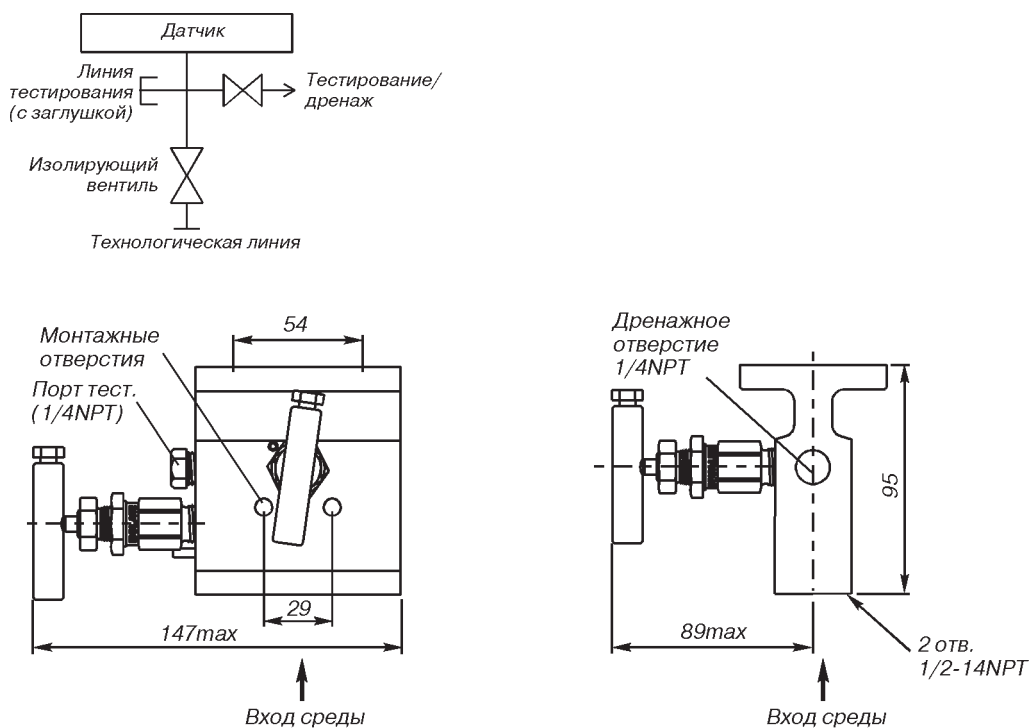 Датчик
Линия
тестирования
(с заглушкой)
Тестирование/
дренаж
Изолирующий
вентиль
Технологическая линия
Монтажные
отверстия
Порт тест.
(1/4NPT)
54
29
147max
Вход среды
Дренажное
отверстие
1/4NPT
95
89max
2 отв.
1/2-14NPT
Вход среды